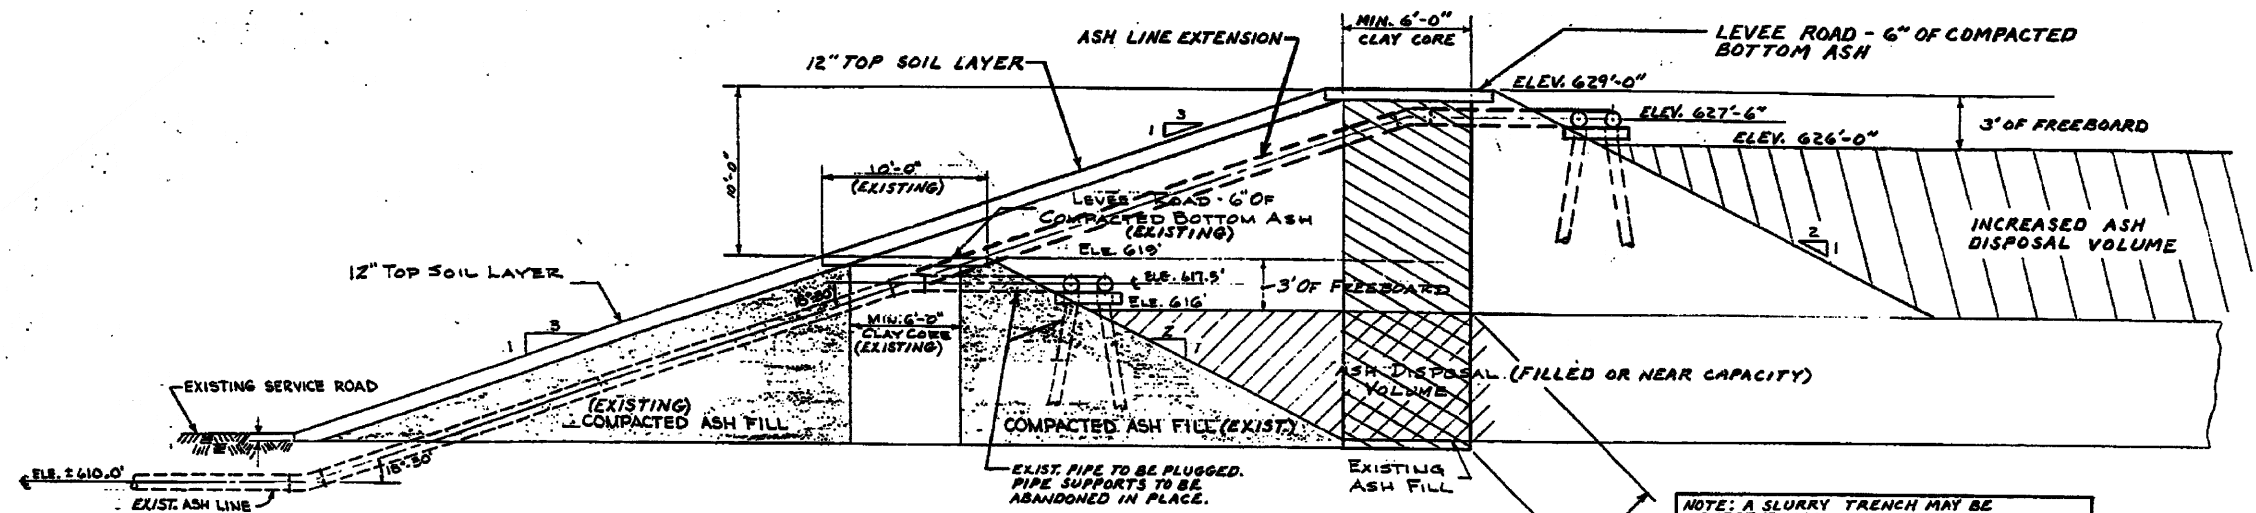 MIN. 6'-0"
CLAY CORE
ASH LINE EXTENSION
LEVEE ROAD - 6" OF COMPACTED
BOTTOM ASH
12" TOP SOIL LAYER
ELEV. 629'-0"
3
1
ELEV. 627'-6"
3' OF FREEBOARD
ELEV. 626'-0"
10'-0"
10'-0"
(EXISTING)
LEVEE ROAD - 6" OF
COMPACTED BOTTOM ASH
(EXISTING)
INCREASED ASH
DISPOSAL VOLUME
2
1
ELE. 619'
12" TOP SOIL LAYER
ELE. 617.5'
3' OF FREEBOARD
ELE. 616'
18°-30'
MIN. 6'-0"
CLAY CORE
(EXISTING)
3
1
2
1
ASH DISPOSAL (FILLED OR NEAR CAPACITY)
VOLUME
EXISTING SERVICE ROAD
(EXISTING)
COMPACTED ASH FILL
COMPACTED ASH FILL (EXIST.)
ELE. ±610.0'
18°-30'
EXIST. ASH LINE
EXIST. PIPE TO BE PLUGGED.
PIPE SUPPORTS TO BE
ABANDONED IN PLACE.
EXISTING
ASH FILL
NOTE: A SLURRY TRENCH MAY BE